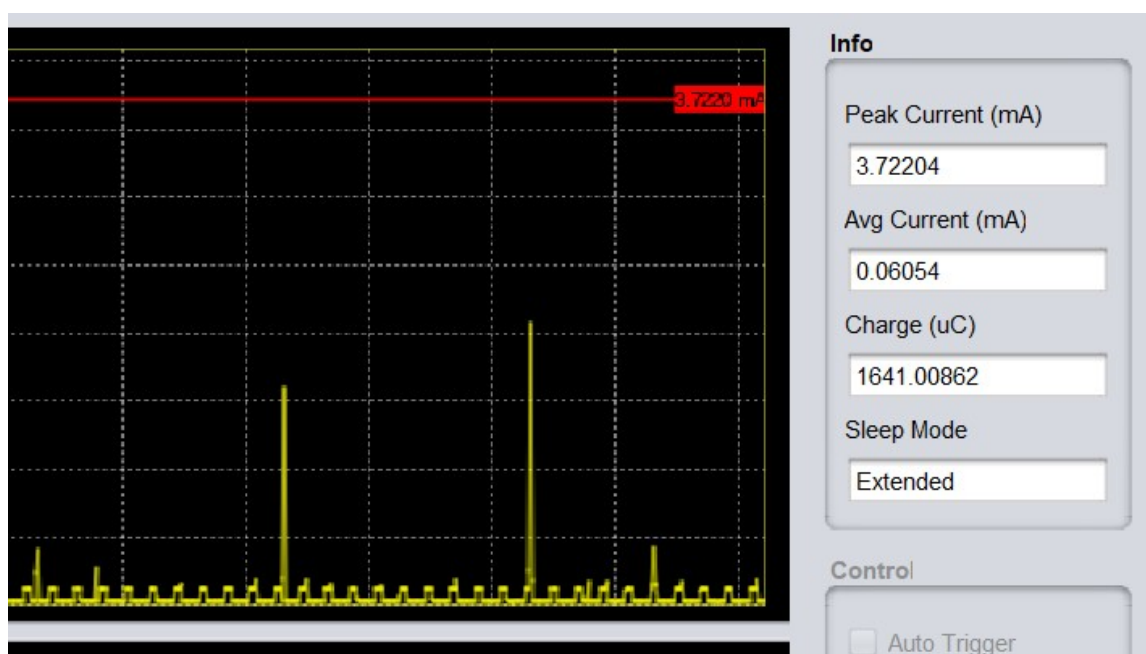 3.7220 mA
Info
Peak Current (mA)
3.72204
Avg Current (mA)
0.06054
Charge (uC)
1641.00862
Sleep Mode
Extended
Control
Auto Trigger